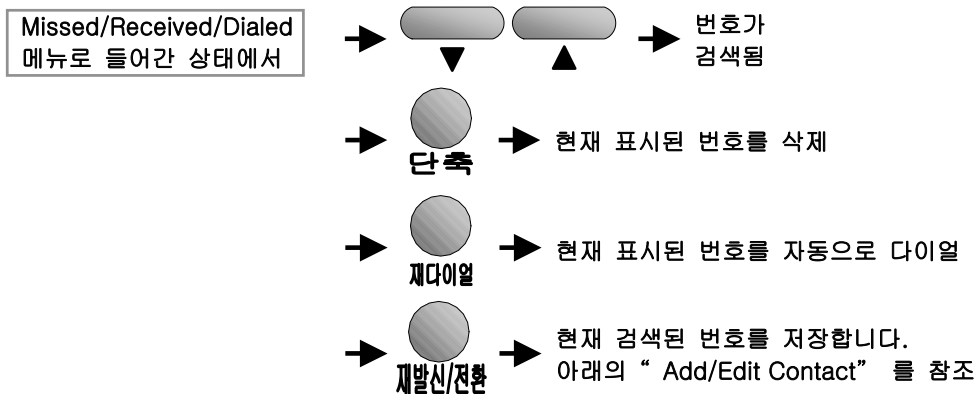 Missed/Received/Dialed
메뉴로 들어간 상태에서
▼ ▲
번호가
검색됨
단축
현재 표시된 번호를 삭제
재다이얼
현재 표시된 번호를 자동으로 다이얼
재발신/전환
현재 검색된 번호를 저장합니다.
아래의“ Add/Edit Contact” 를 참조